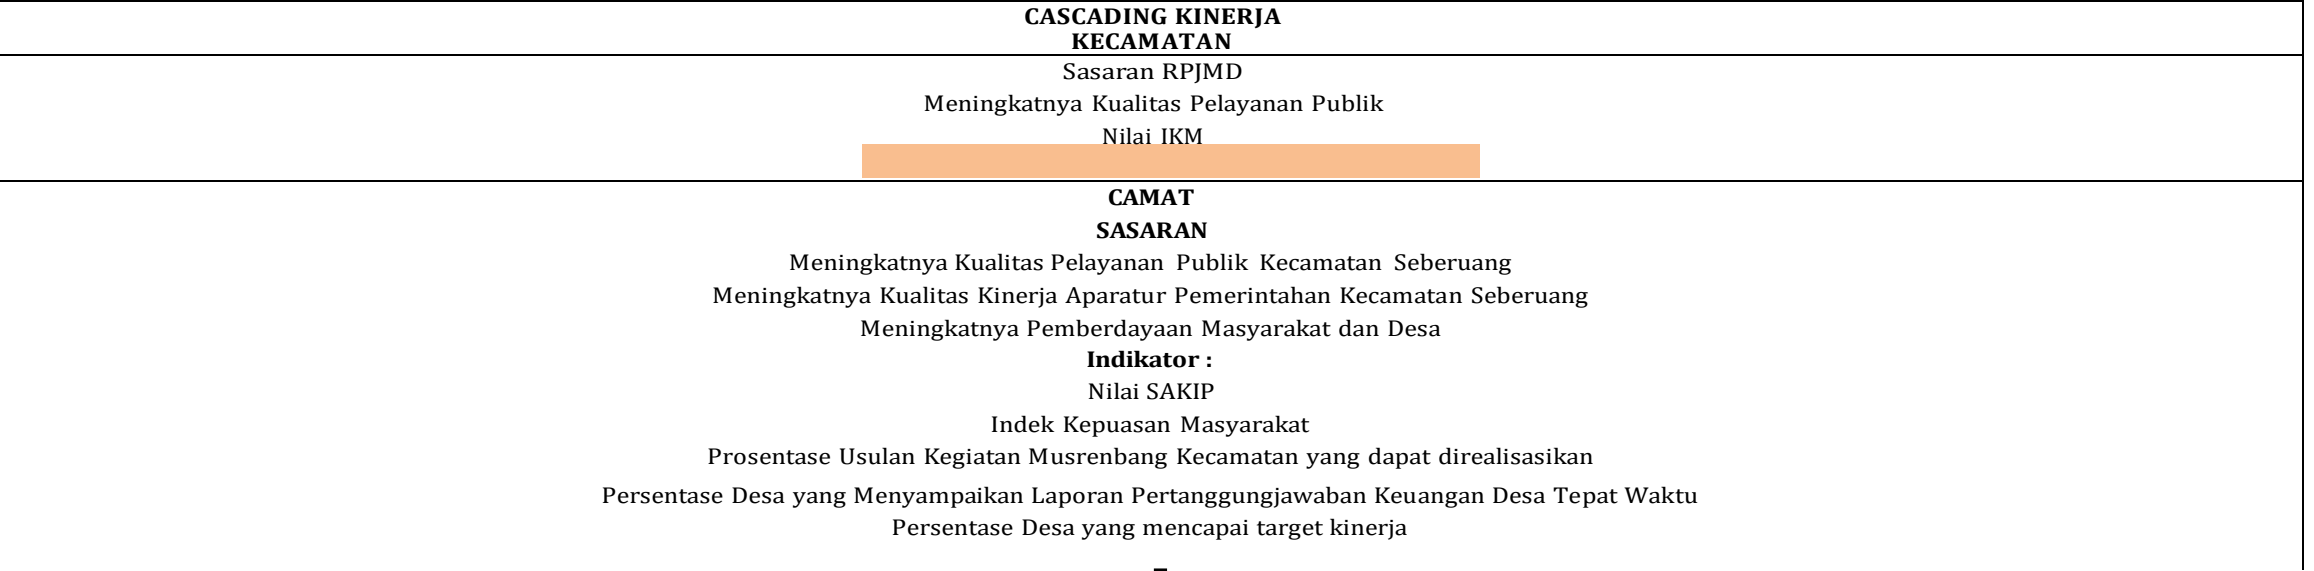 CASCADING KINERJA
KECAMATAN
Sasaran RPJMD
Meningkatnya Kualitas Pelayanan Publik
Nilai IKM
CAMAT
SASARAN
Meningkatnya Kualitas Pelayanan Publik Kecamatan Seberuang
Meningkatnya Kualitas Kinerja Aparatur Pemerintahan Kecamatan Seberuang
Meningkatnya Pemberdayaan Masyarakat dan Desa
Indikator :
Nilai SAKIP
Indek Kepuasan Masyarakat
Prosentase Usulan Kegiatan Musrenbang Kecamatan yang dapat direalisasikan
Persentase Desa yang Menyampaikan Laporan Pertanggungjawaban Keuangan Desa Tepat Waktu
Persentase Desa yang mencapai target kinerja